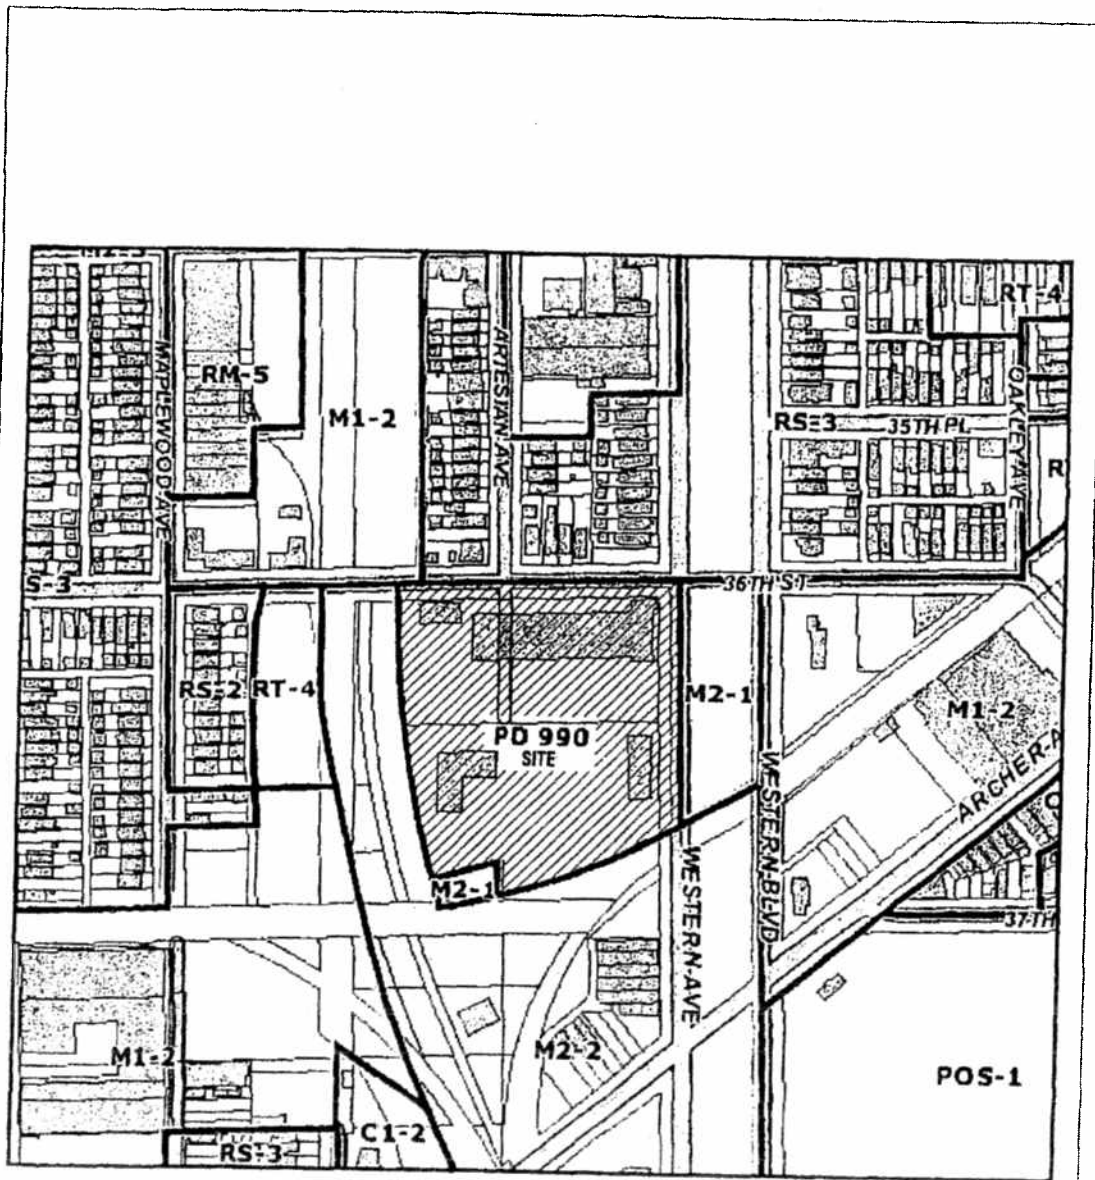 RT-4
MAPLEWOOD-AVE
ARTESIAN-AVE
OAKLEY-AVE
RM-5
M1-2
RS-3
35TH PL
S-3
36TH ST
RS-2
RT-4
M2-1
M1-2
PD 990
SITE
WESTERN-BLVD
ARCHER-A
M2-1
WESTERN-AVE
37TH
M1-2
M2-2
POS-1
C1-2
RS-3